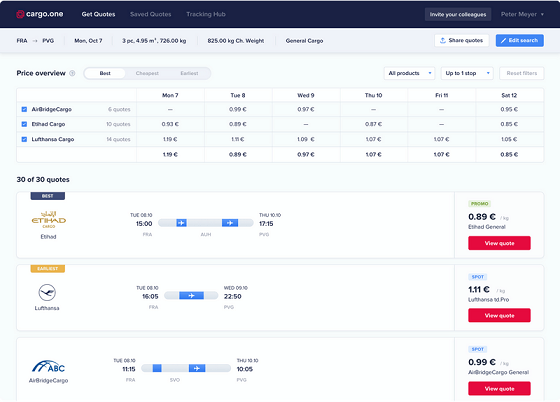 cargo.one Get Quotes Saved Quotes Tracking Hub Invite your colleagues Peter Meyer
FRA → PVG Mon, Oct 7 3 pc, 4.95 m³, 726.00 kg 825.00 kg Ch. Weight General Cargo Share quotes Edit search
Price overview Best Cheapest Earliest All products Up to 1 stop Reset filters
Mon 7 Tue 8 Wed 9 Thu 10 Fri 11 Sat 12
AirBridgeCargo 6 quotes — 0.99 € 0.97 € — — 0.95 €
Etihad Cargo 10 quotes 0.93 € 0.89 € — 0.87 € — 0.85 €
Lufthansa Cargo 14 quotes 1.19 € 1.11 € 1.09 € 1.07 € 1.07 € 1.05 €
1.19 € 0.89 € 0.97 € 1.07 € 1.07 € 0.85 €
30 of 30 quotes
BEST
الإتحاد
ETIHAD
CARGO
Etihad
TUE 08.10 THU 10.10
15:00 17:15
FRA AUH PVG
PROMO
0.89 € / kg
Etihad General
View quote
EARLIEST
Lufthansa
TUE 08.10 WED 09.10
16:05 22:50
FRA PVG
SPOT
1.11 € / kg
Lufthansa td.Pro
View quote
ABC
AirBridgeCargo
TUE 08.10 THU 10.10
11:15 10:05
FRA SVO PVG
SPOT
0.99 € / kg
AirBridgeCargo General
View quote